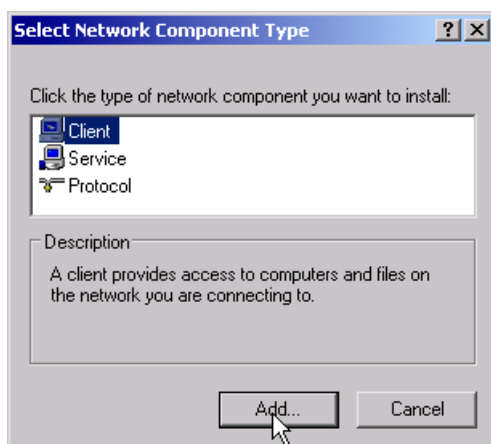 Select Network Component Type
Click the type of network component you want to install:
Client
Service
Protocol
Description
A client provides access to computers and files on
the network you are connecting to.
Add...
Cancel